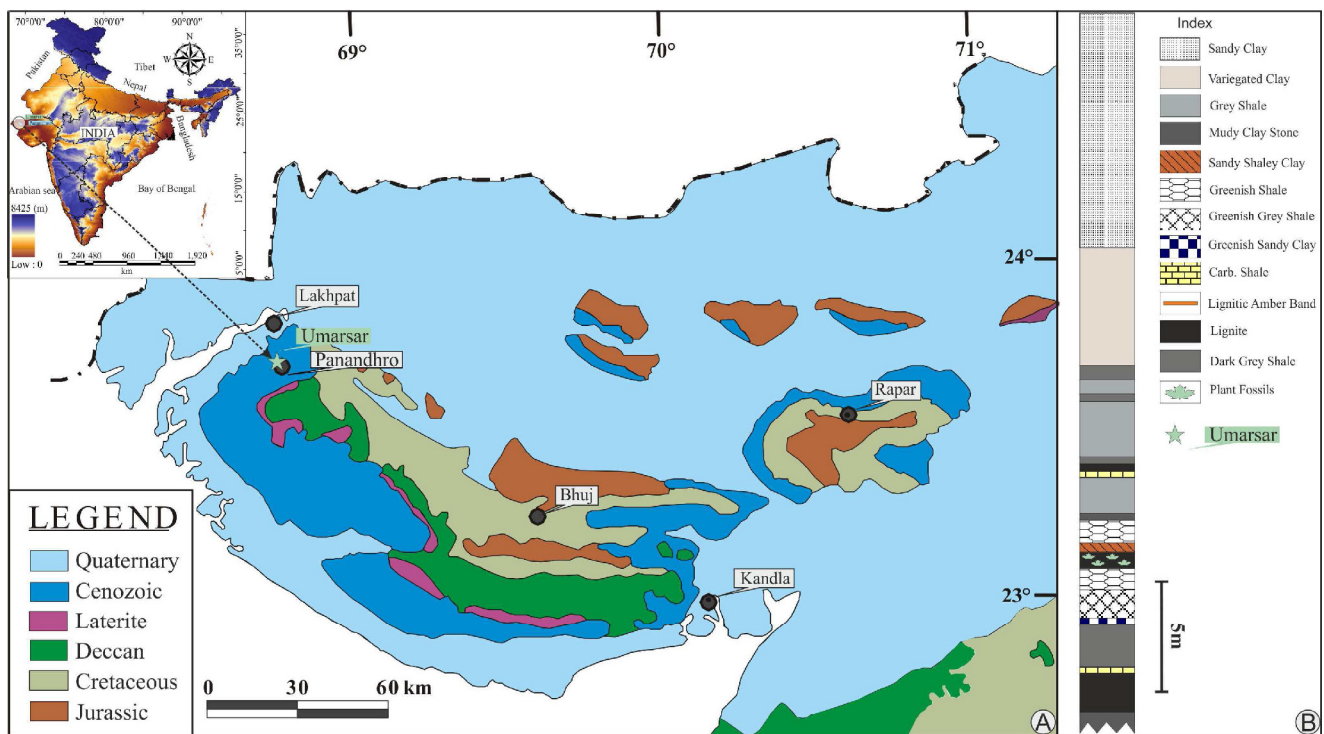 70°0'0"
80°0'0"
90°0'0"
N
W
E
S
Pakistan
Tibet
Nepal
INDIA
Bangladesh
Arabian sea
Bay of Bengal
8425 (m)
Low : 0
0 240 480 960 1,440 1,920
km
35°0'0"
28°0'0"
15°0'0"
5°0'0"
69°
70°
71°
24°
23°
Lakhpat
Umarsar
Panandhro
Rapar
Bhuj
Kandla
LEGEND
Quaternary
Cenozoic
Laterite
Deccan
Cretaceous
Jurassic
0 30 60 km
A
Index
Sandy Clay
Variegated Clay
Grey Shale
Mudy Clay Stone
Sandy Shaley Clay
Greenish Shale
Greenish Grey Shale
Greenish Sandy Clay
Carb. Shale
Lignitic Amber Band
Lignite
Dark Grey Shale
Plant Fossils
Umarsar
5m
B